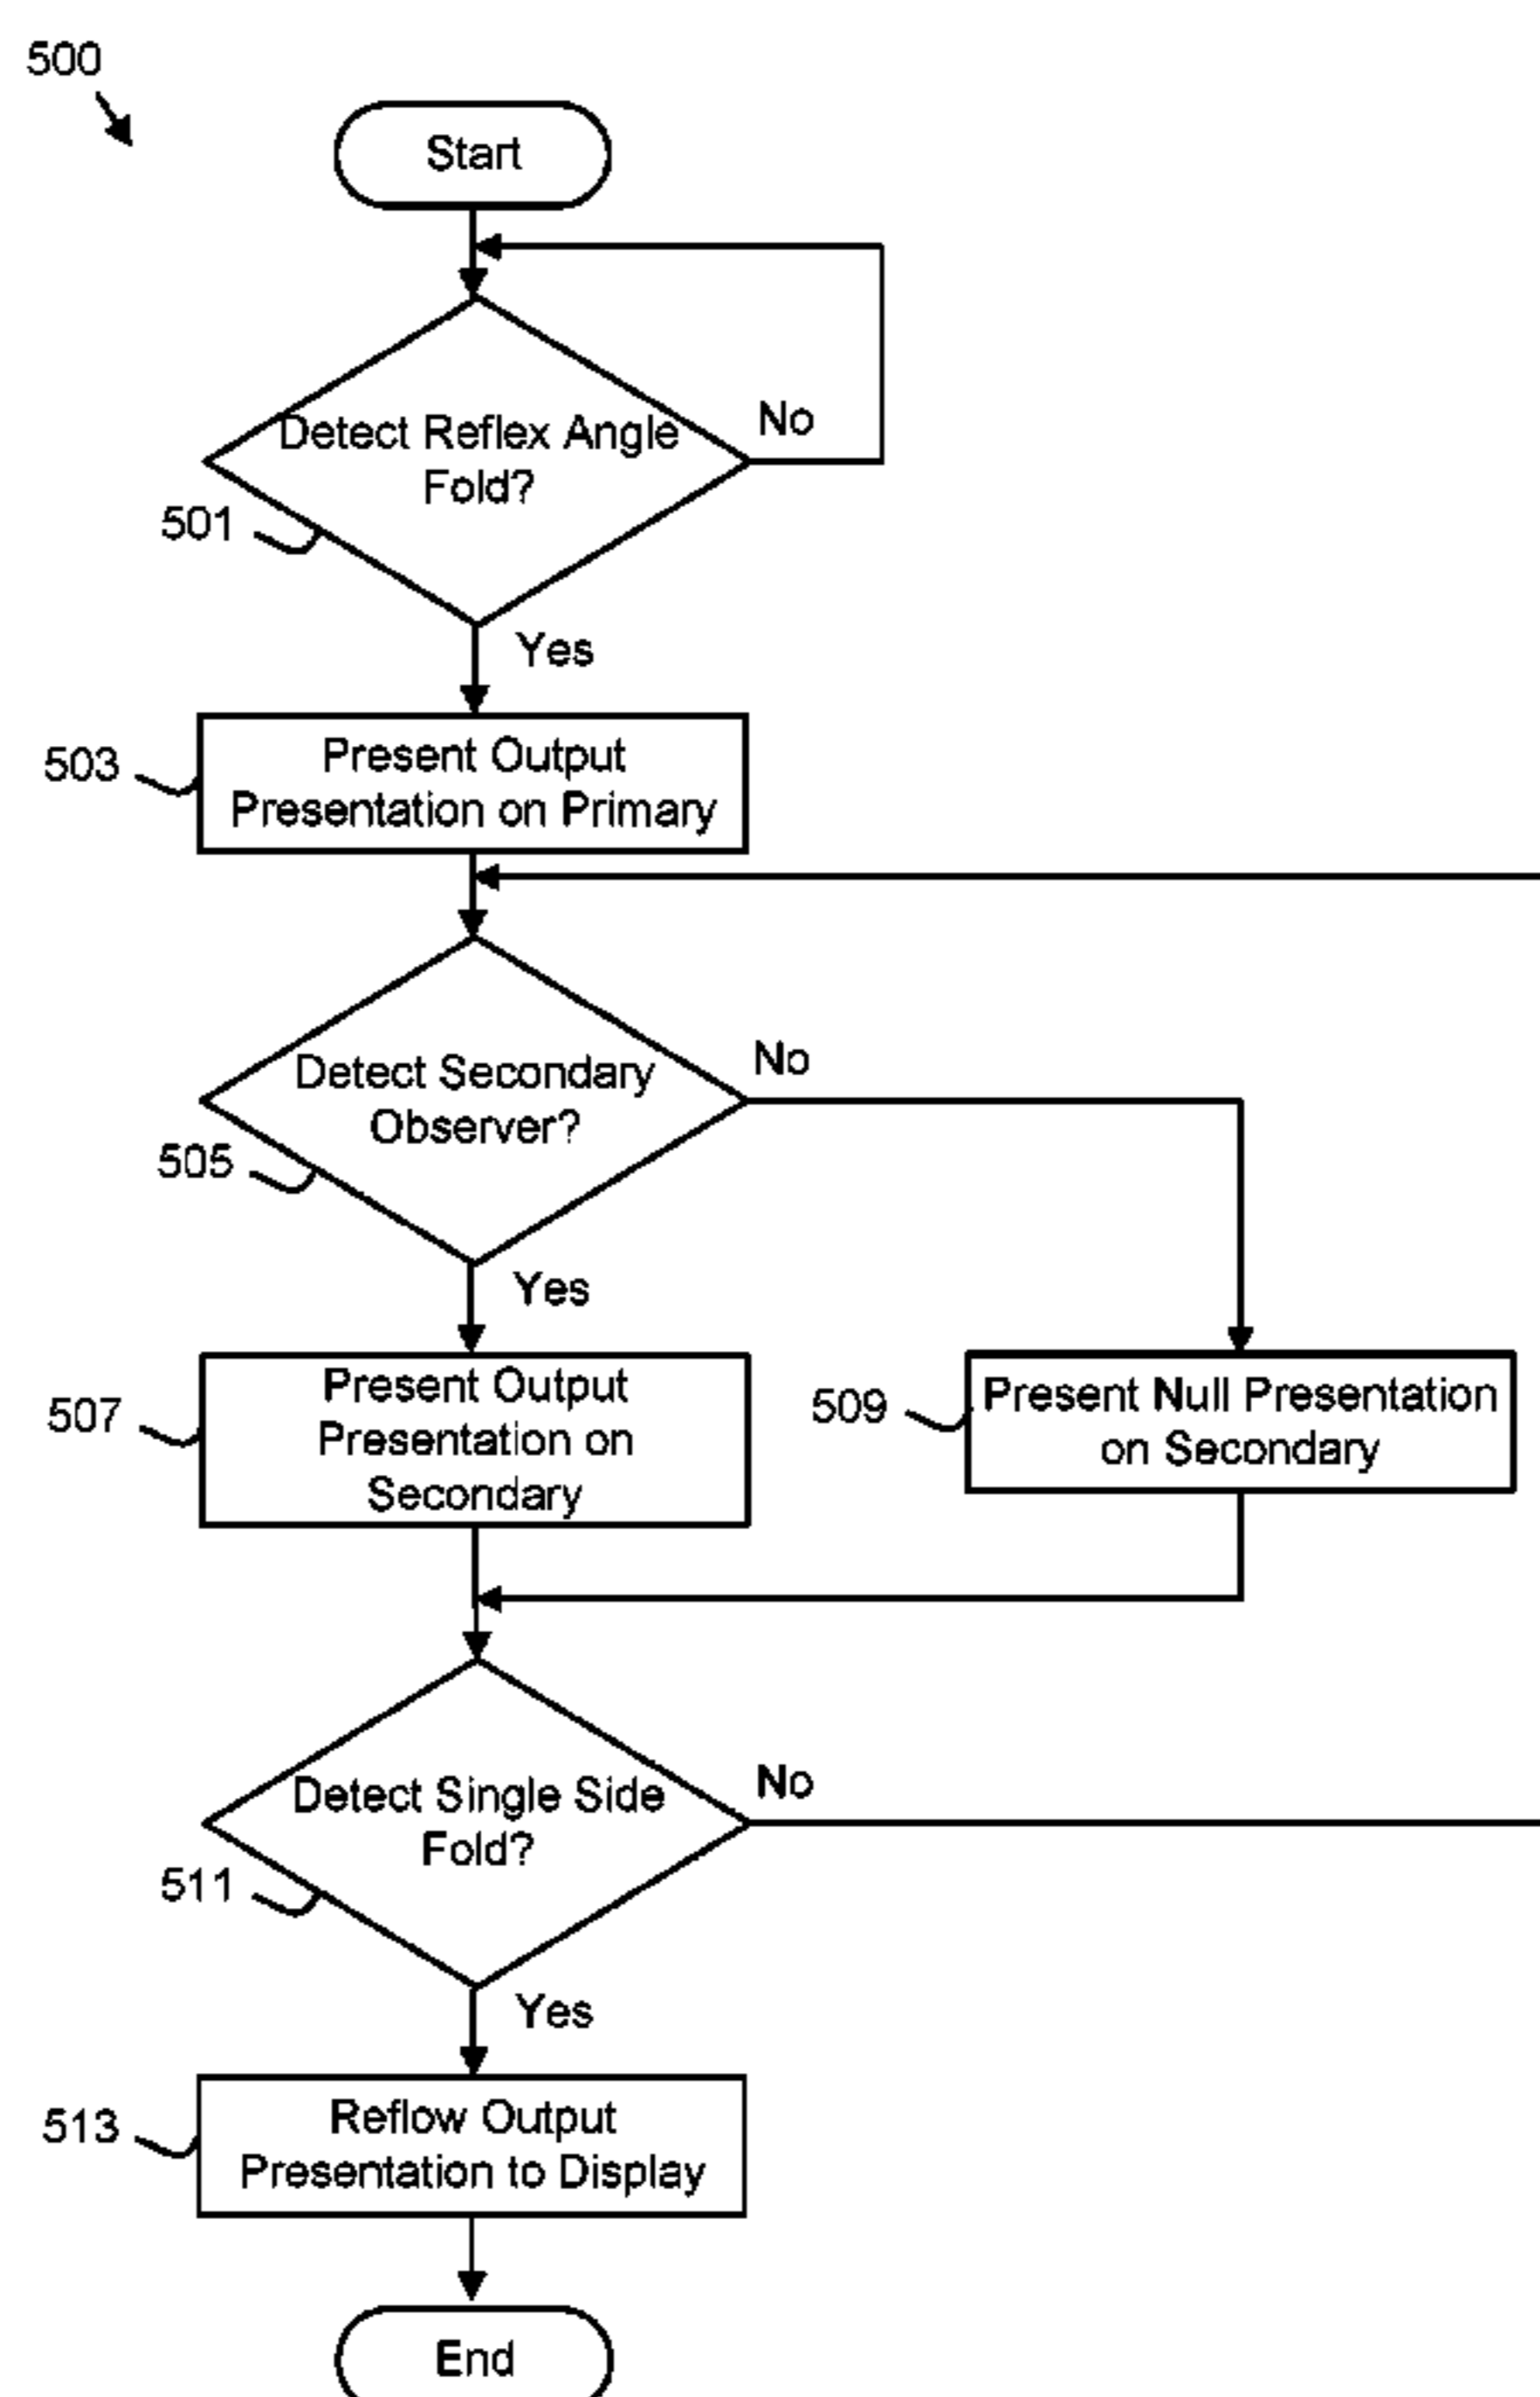 500
Start
Detect Reflex Angle
Fold?
No
501
Yes
503
Present Output
Presentation on Primary
Detect Secondary
Observer?
No
505
Yes
507
Present Output
Presentation on
Secondary
509
Present Null Presentation
on Secondary
Detect Single Side
Fold?
No
511
Yes
513
Reflow Output
Presentation to Display
End